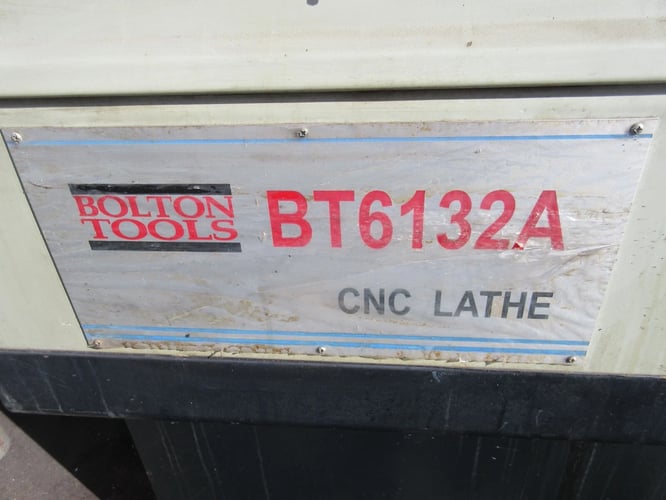 BOLTON
TOOLS
BT6132A
CNC LATHE